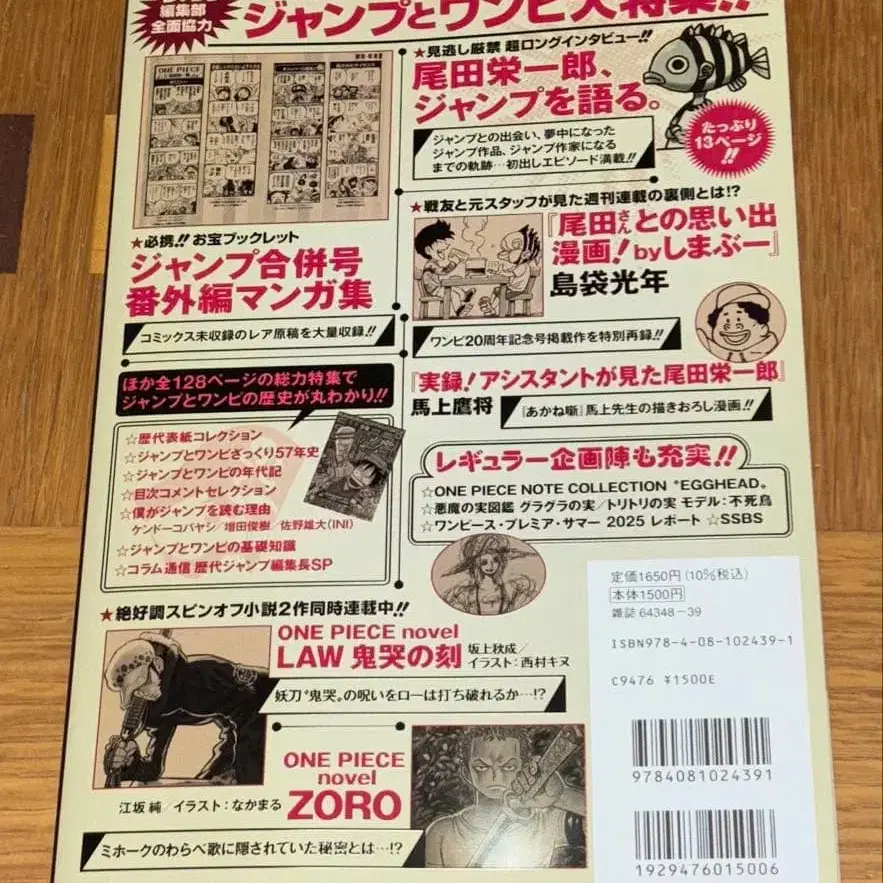 編集部
全面協力
ジャンプとワンピ大特集!!
ONE PIECE
★必携!! お宝ブックレット
ジャンプ合併号
番外編マンガ集
コミックス未収録のレア原稿を大量収録!!
★見逃し厳禁 超ロングインタビュー!!
尾田栄一郎、
ジャンプを語る。
ジャンプとの出会い、夢中になった
ジャンプ作品、ジャンプ作家になる
までの軌跡…初出しエピソード満載!!
たっぷり
13ページ
!!
★戦友と元スタッフが見た週刊連載の裏側とは!?
『尾田さんとの思い出
漫画!byしまぶー』
島袋光年
ワンピ20周年記念号掲載作を特別再録!!
『実録!アシスタントが見た尾田栄一郎』
馬上鷹将
『あかね噺』馬上先生の描きおろし漫画!!
ほか全128ページの総力特集で
ジャンプとワンピの歴史が丸わかり!!
☆歴代表紙コレクション
☆ジャンプとワンピざっくり57年史
☆ジャンプとワンピの年代記
☆目次コメントセレクション
☆僕がジャンプを読む理由
ケンドーコバヤシ/増田俊樹/佐野雄大(INI)
☆ジャンプとワンピの基礎知識
☆コラム通信 歴代ジャンプ編集長SP
レギュラー企画陣も充実!!
☆ONE PIECE NOTE COLLECTION “EGGHEAD”
☆悪魔の実図鑑 グラグラの実/トリトリの実 モデル:不死鳥
☆ワンピース・プレミア・サマー 2025 レポート ☆SSBS
★絶好調スピンオフ小説2作同時連載中!!
ONE PIECE novel
LAW 鬼哭の刻
坂上秋成/
イラスト:西村キヌ
妖刀“鬼哭”の呪いをローは打ち破れるか…!?
ONE PIECE
novel
ZORO
江坂 純/イラスト:なかまる
ミホークのわらべ歌に隠されていた秘密とは…!?
定価1650円(10%税込)
本体1500円
雑誌 64348-39
ISBN978-4-08-102439-1
C9476 ¥1500E
9784081024391
1929476015006